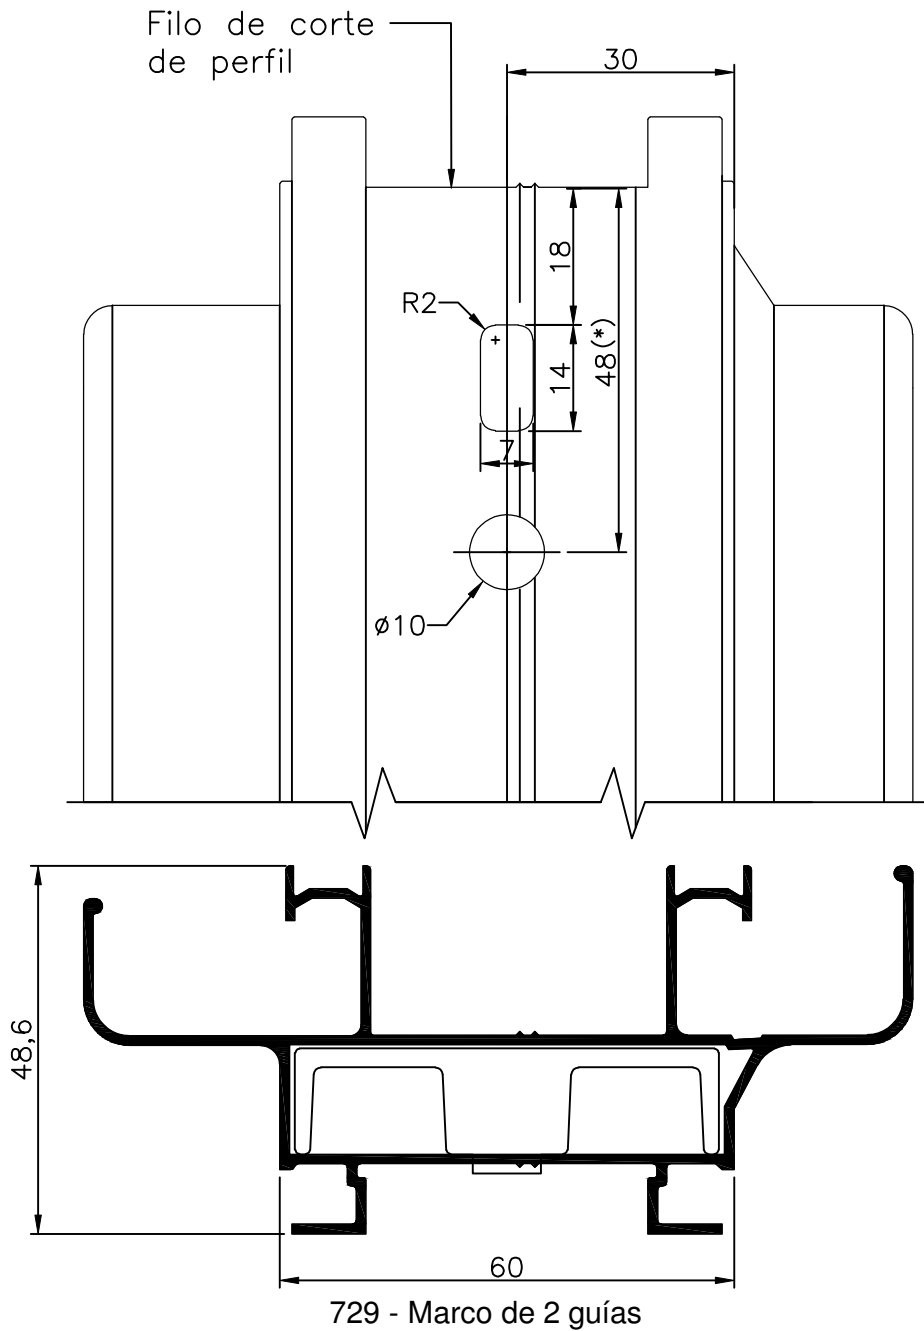 Filo de corte
de perfil
30
18
R2
48(*)
14
7
ø10
48,6
60
729 - Marco de 2 guías